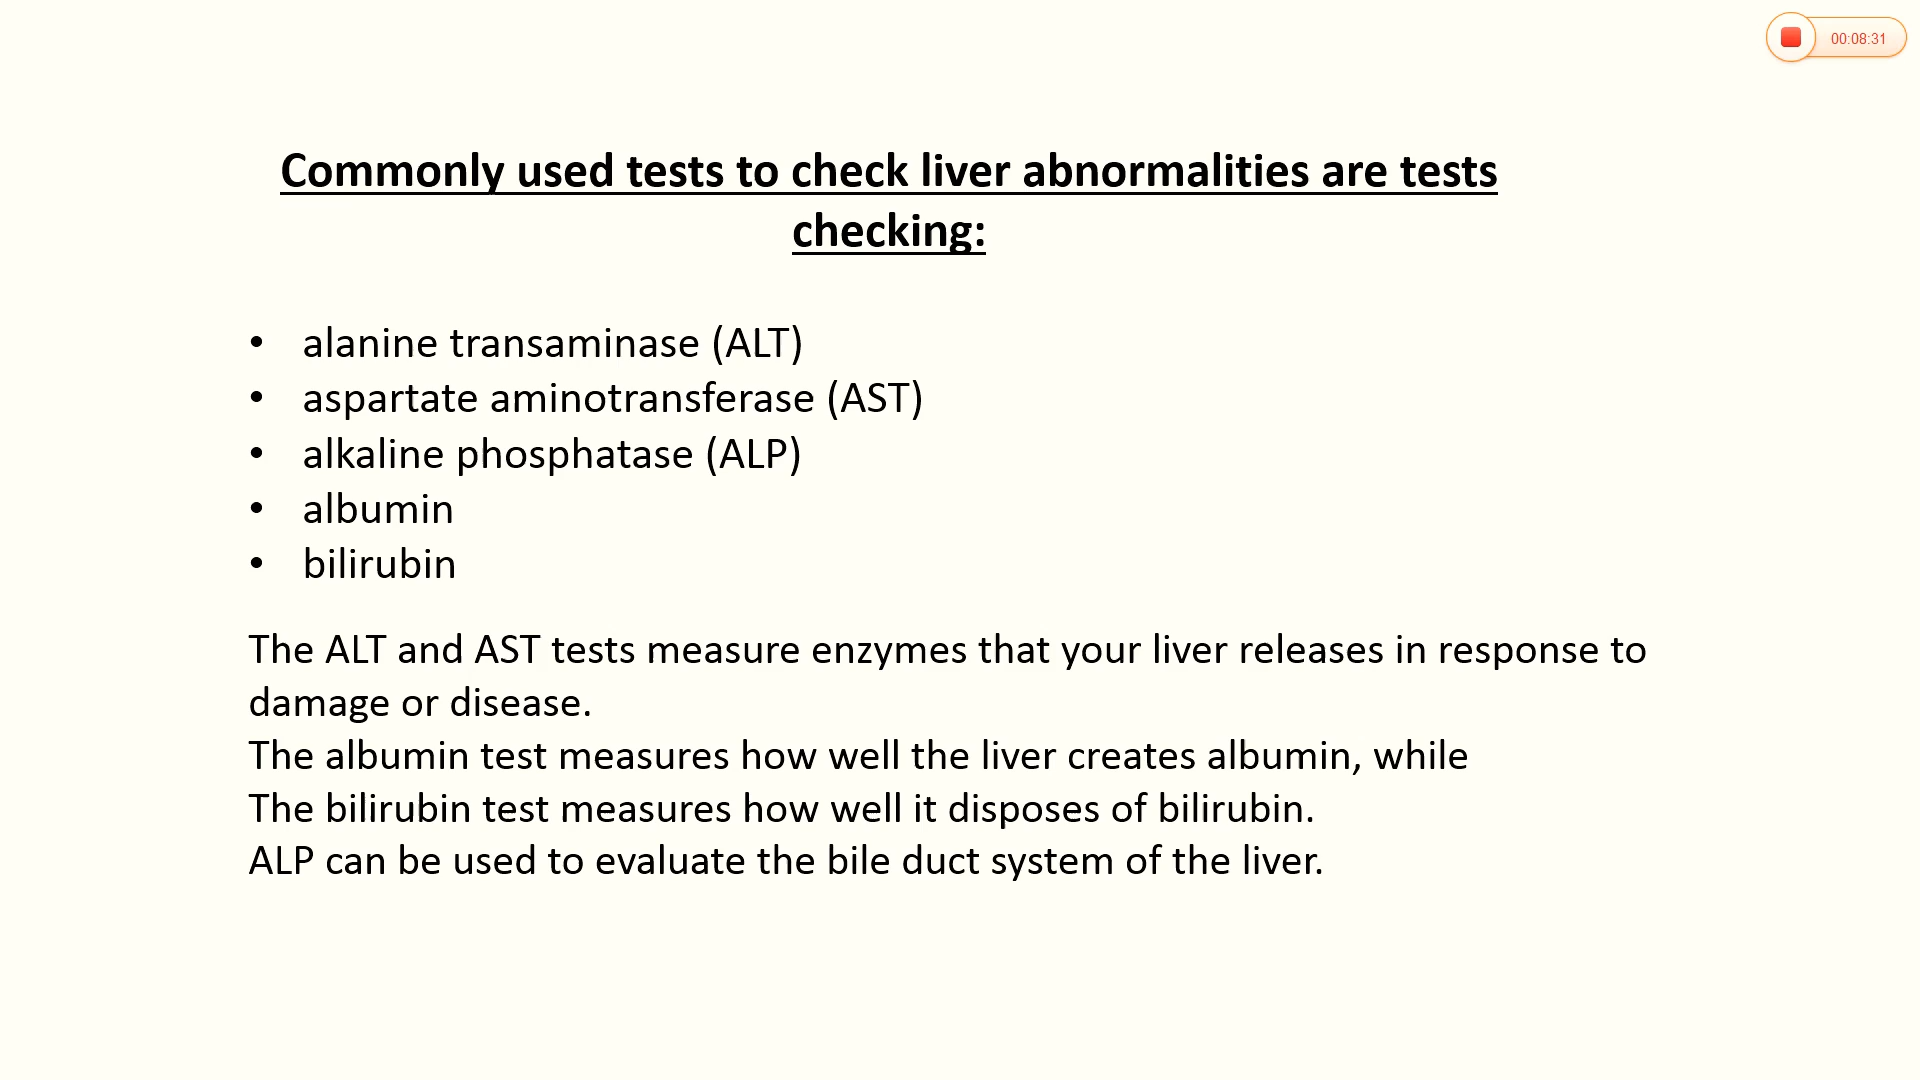 00:08:31
Commonly used tests to check liver abnormalities are tests
checking:
• alanine transaminase (ALT)
• aspartate aminotransferase (AST)
• alkaline phosphatase (ALP)
• albumin
• bilirubin
The ALT and AST tests measure enzymes that your liver releases in response to
damage or disease.
The albumin test measures how well the liver creates albumin, while
The bilirubin test measures how well it disposes of bilirubin.
ALP can be used to evaluate the bile duct system of the liver.